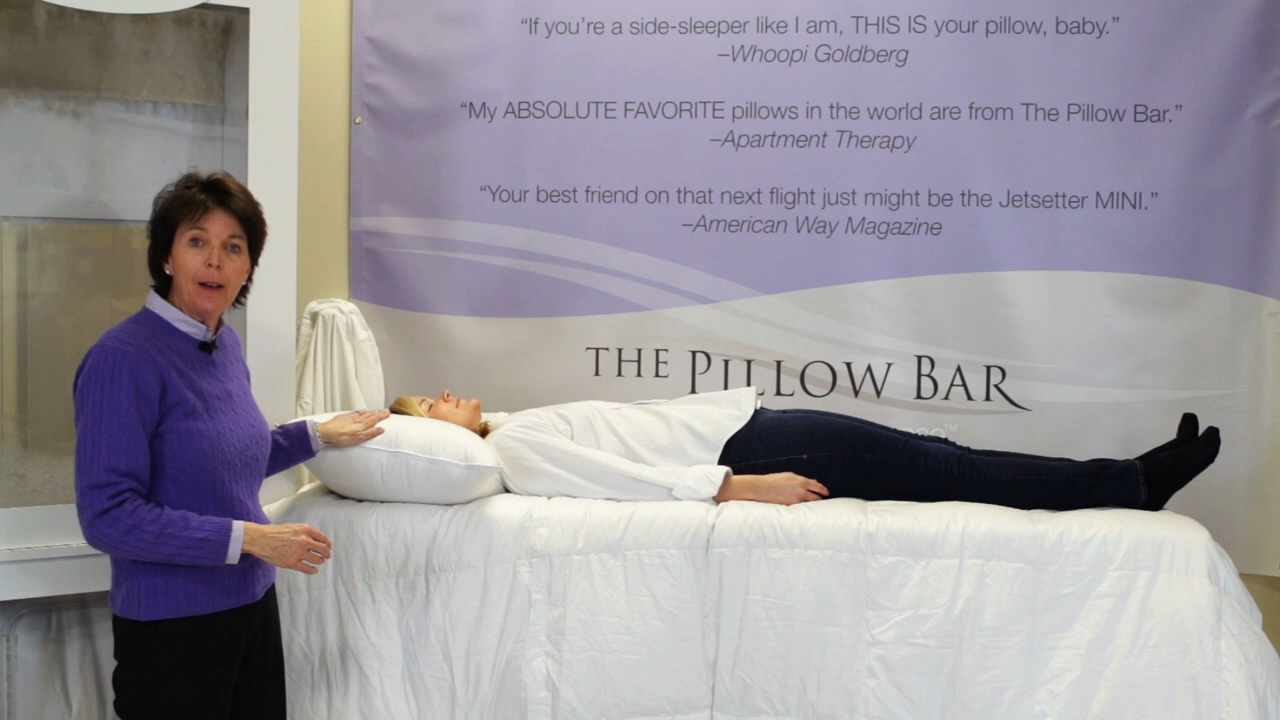 “If you're a side-sleeper like I am, THIS IS your pillow, baby.”
–Whoopi Goldberg
“My ABSOLUTE FAVORITE pillows in the world are from The Pillow Bar.”
–Apartment Therapy
“Your best friend on that next flight just might be the Jetsetter MINI.”
–American Way Magazine
THE PILLOW BAR
™